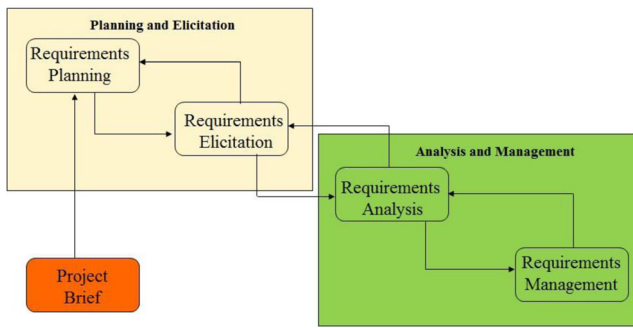 Planning and Elicitation
Requirements
Planning
Requirements
Elicitation
Analysis and Management
Requirements
Analysis
Requirements
Management
Project
Brief